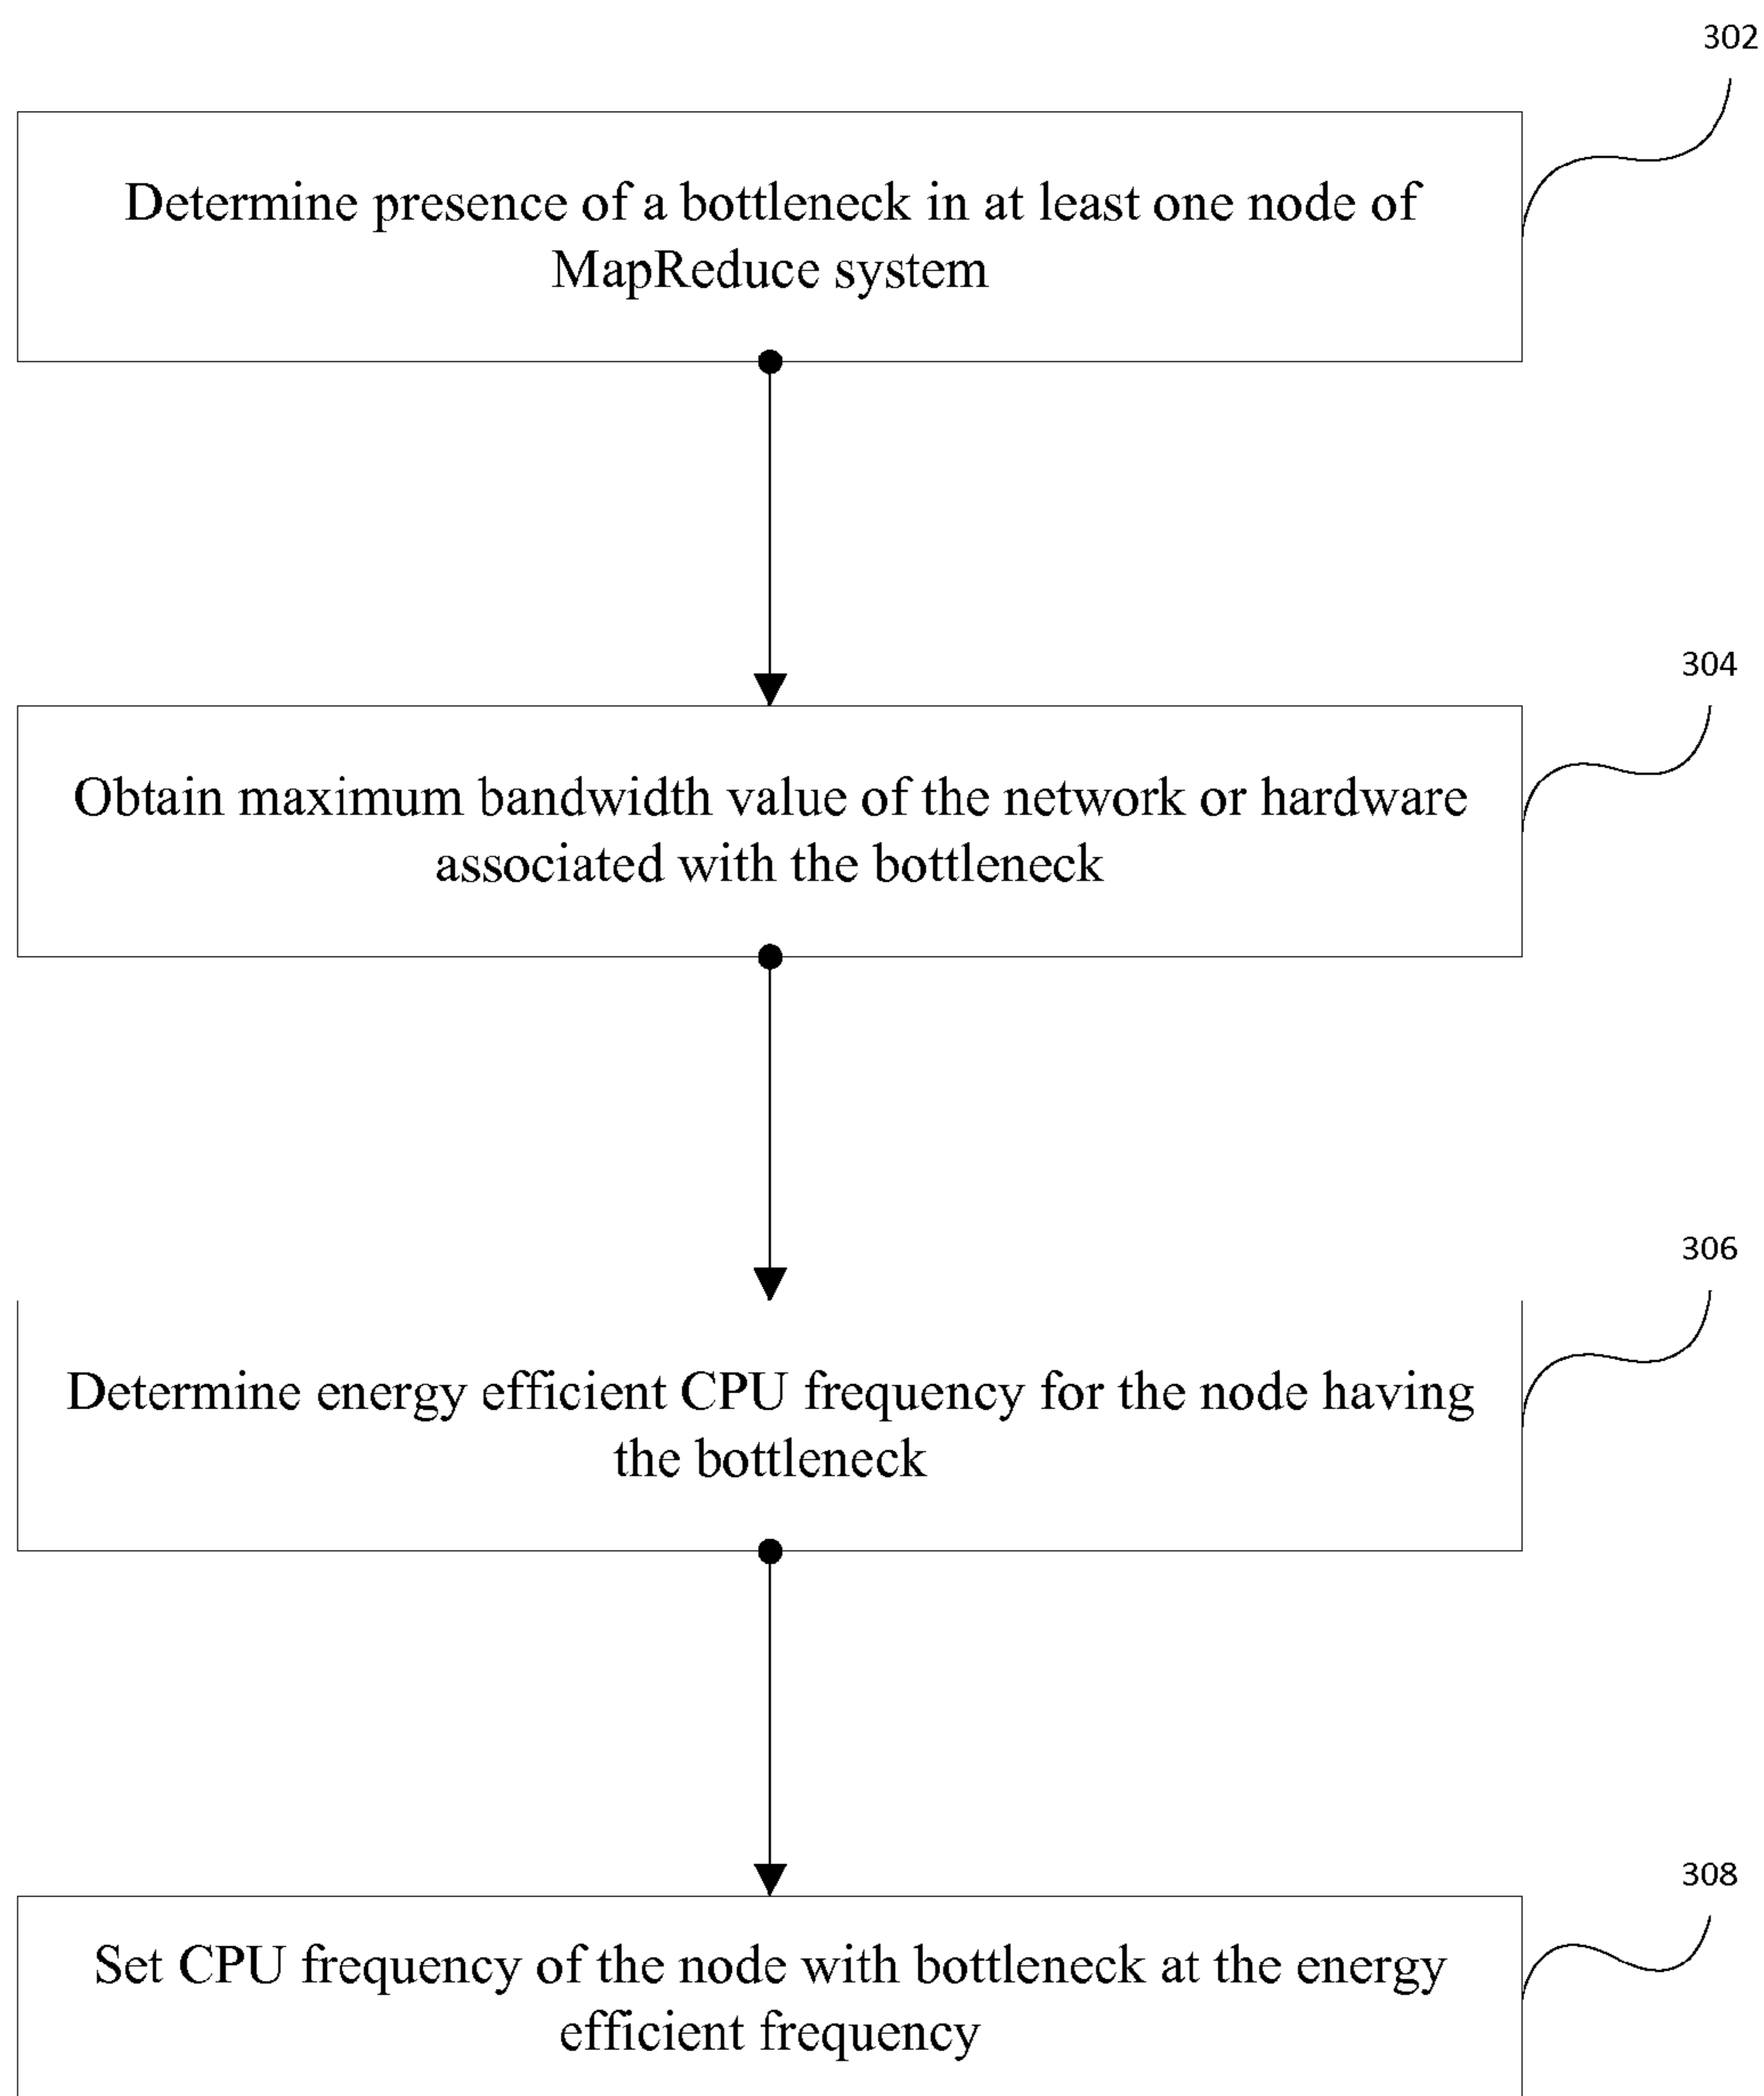 302
Determine presence of a bottleneck in at least one node of
MapReduce system
304
Obtain maximum bandwidth value of the network or hardware
associated with the bottleneck
306
Determine energy efficient CPU frequency for the node having
the bottleneck
308
Set CPU frequency of the node with bottleneck at the energy
efficient frequency